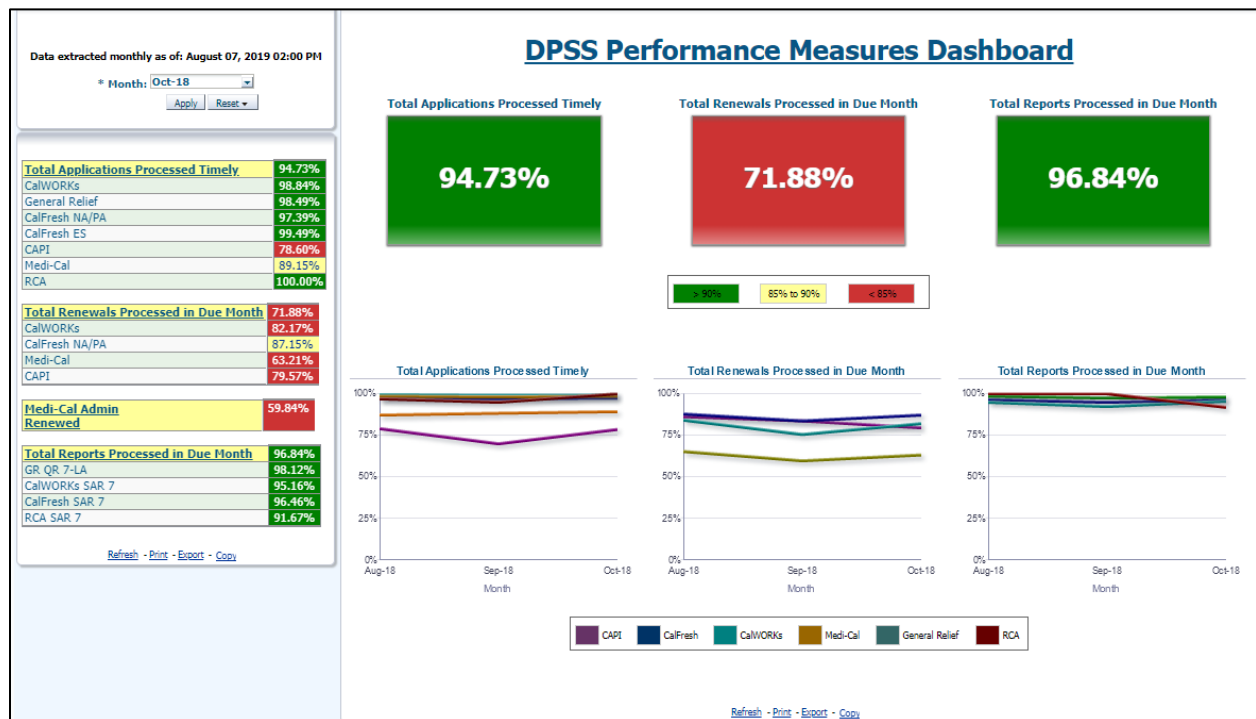 Data extracted monthly as of: August 07, 2019 02:00 PM
* Month: Oct-18
Apply Reset
Total Applications Processed Timely 94.73%
CalWORKs 98.84%
General Relief 98.49%
CalFresh NA/PA 97.39%
CalFresh ES 99.49%
CAPI 78.60%
Medi-Cal 89.15%
RCA 100.00%
Total Renewals Processed in Due Month 71.88%
CalWORKs 82.17%
CalFresh NA/PA 87.15%
Medi-Cal 63.21%
CAPI 79.57%
Medi-Cal Admin
Renewed
59.84%
Total Reports Processed in Due Month 96.84%
GR QR 7-LA 98.12%
CalWORKs SAR 7 95.16%
CalFresh SAR 7 96.46%
RCA SAR 7 91.67%
Refresh - Print - Export - Copy
DPSS Performance Measures Dashboard
Total Applications Processed Timely
94.73%
Total Renewals Processed in Due Month
71.88%
Total Reports Processed in Due Month
96.84%
> 90% 85% to 90% < 85%
Total Applications Processed Timely
100%
75%
50%
25%
0%
Aug-18 Sep-18 Oct-18
Month
Total Renewals Processed in Due Month
100%
75%
50%
25%
0%
Aug-18 Sep-18 Oct-18
Month
Total Reports Processed in Due Month
100%
75%
50%
25%
0%
Aug-18 Sep-18 Oct-18
Month
CAPI CalFresh CalWORKs Medi-Cal General Relief RCA
Refresh - Print - Export - Copy